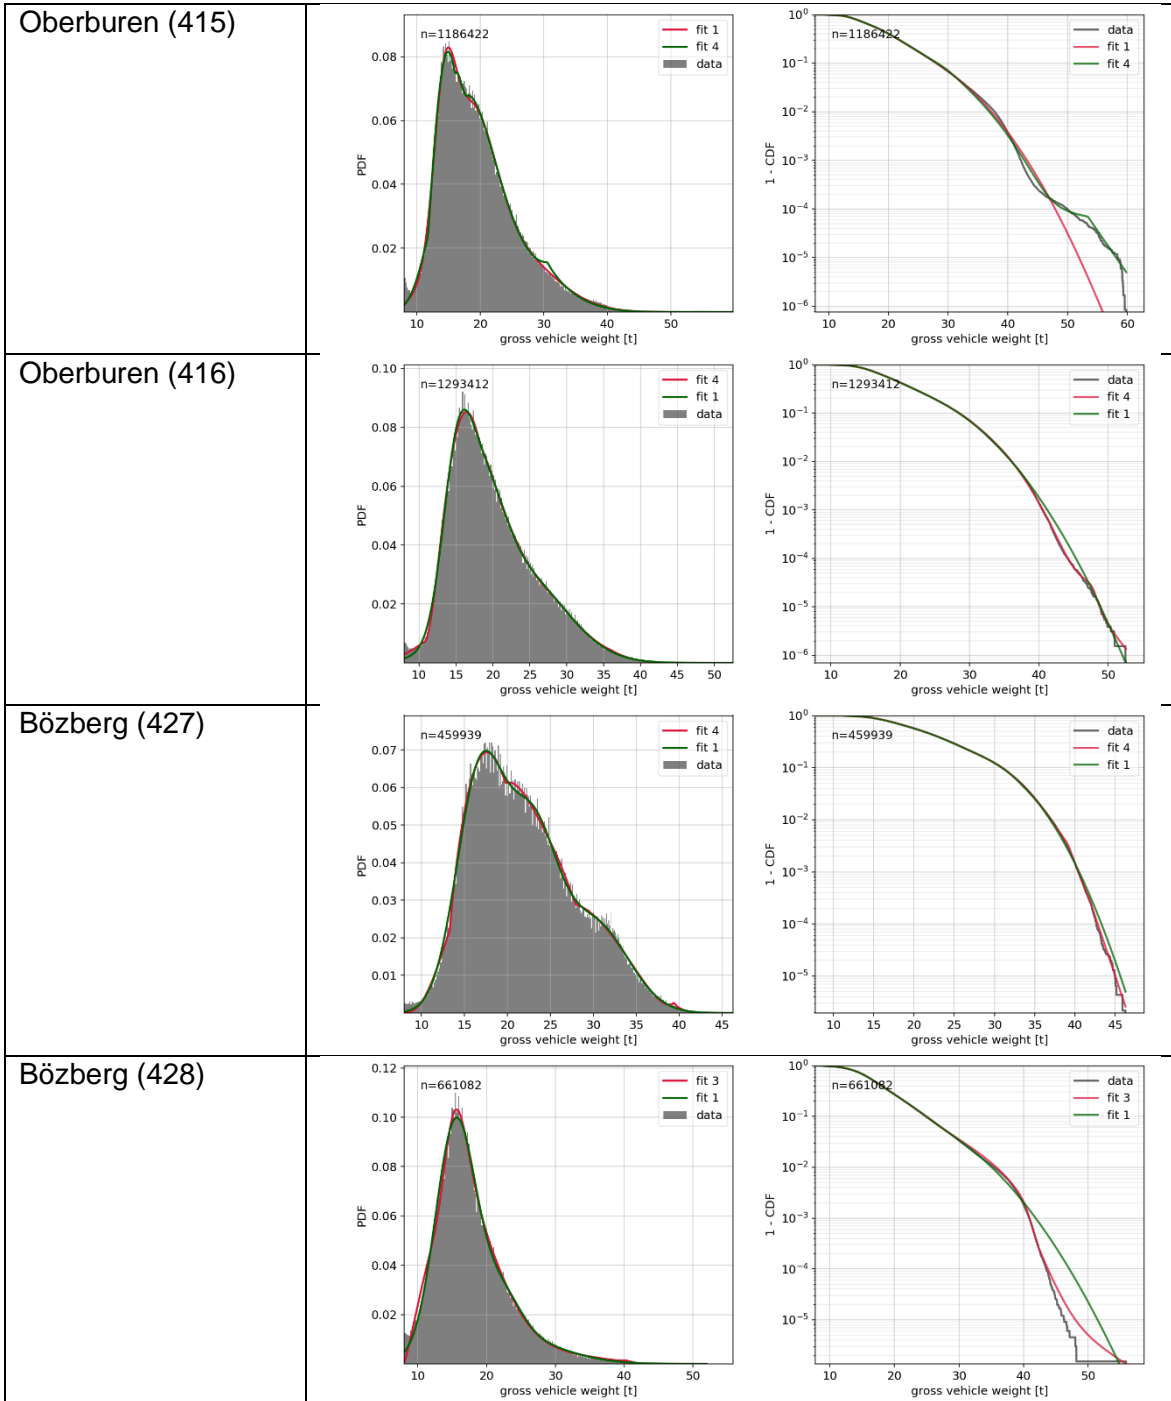 Oberburen (415)
n=1186422
fit 1
fit 4
data
PDF
0.08
0.06
0.04
0.02
10 20 30 40 50
gross vehicle weight [t]
n=1186422
data
fit 1
fit 4
1 - CDF
10⁰
10⁻¹
10⁻²
10⁻³
10⁻⁴
10⁻⁵
10⁻⁶
10 20 30 40 50 60
gross vehicle weight [t]
Oberburen (416)
n=1293412
fit 4
fit 1
data
PDF
0.10
0.08
0.06
0.04
0.02
10 15 20 25 30 35 40 45 50
gross vehicle weight [t]
n=1293412
data
fit 4
fit 1
1 - CDF
10⁰
10⁻¹
10⁻²
10⁻³
10⁻⁴
10⁻⁵
10⁻⁶
10 20 30 40 50
gross vehicle weight [t]
Bözberg (427)
n=459939
fit 4
fit 1
data
PDF
0.07
0.06
0.05
0.04
0.03
0.02
0.01
10 15 20 25 30 35 40 45
gross vehicle weight [t]
n=459939
data
fit 4
fit 1
1 - CDF
10⁰
10⁻¹
10⁻²
10⁻³
10⁻⁴
10⁻⁵
10 15 20 25 30 35 40 45
gross vehicle weight [t]
Bözberg (428)
n=661082
fit 3
fit 1
data
PDF
0.12
0.10
0.08
0.06
0.04
0.02
10 20 30 40 50
gross vehicle weight [t]
n=661082
data
fit 3
fit 1
1 - CDF
10⁰
10⁻¹
10⁻²
10⁻³
10⁻⁴
10⁻⁵
10 20 30 40 50
gross vehicle weight [t]